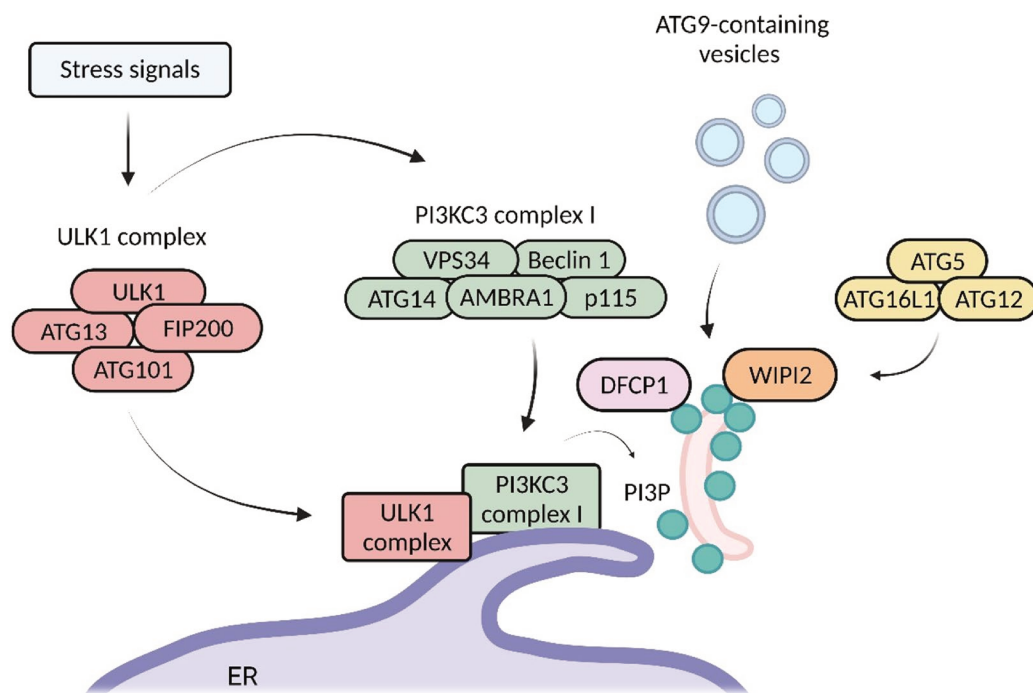 Stress signals
ATG9-containing
vesicles
ULK1 complex
ULK1
ATG13
FIP200
ATG101
PI3KC3 complex I
VPS34
Beclin 1
ATG14
AMBRA1
p115
ATG5
ATG16L1
ATG12
DFCP1
WIPI2
PI3P
ULK1
complex
PI3KC3
complex I
ER